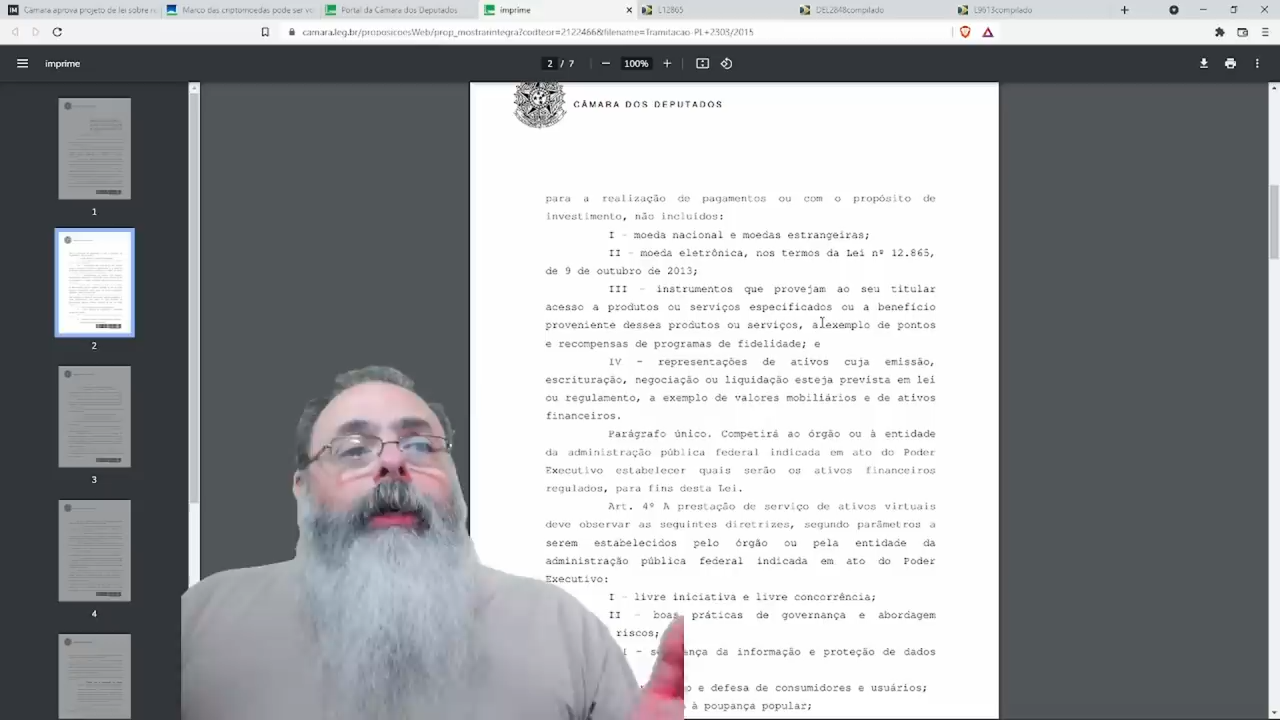 Câmara aprova projeto de lei sobre
Marco das criptomoedas pode ser
Portal da Câmara dos Deputados
imprime
L12865
DEL2848compilado
L9613compilado
camara.leg.br/proposicoesWeb/prop_mostrarintegra?codteor=2122466&filename=Tramitacao-PL+2303/2015
imprime
2 / 7
100%
1
2
3
4
CÂMARA DOS DEPUTADOS
para a realização de pagamentos ou com o propósito de
investimento, não incluídos:
I - moeda nacional e moedas estrangeiras;
II - moeda eletrônica, nos termos da Lei nº 12.865,
de 9 de outubro de 2013;
III - instrumentos que provejam ao seu titular
acesso a produtos ou serviços especificados ou a benefício
proveniente desses produtos ou serviços, a exemplo de pontos
e recompensas de programas de fidelidade; e
IV - representações de ativos cuja emissão,
escrituração, negociação ou liquidação esteja prevista em lei
ou regulamento, a exemplo de valores mobiliários e de ativos
financeiros.
Parágrafo único. Competirá ao órgão ou à entidade
da administração pública federal indicada em ato do Poder
Executivo estabelecer quais serão os ativos financeiros
regulados, para fins desta Lei.
Art. 4º A prestação de serviço de ativos virtuais
deve observar as seguintes diretrizes, segundo parâmetros a
serem estabelecidos pelo órgão ou pela entidade da
administração pública federal indicada em ato do Poder
Executivo:
I - livre iniciativa e livre concorrência;
II - boas práticas de governança e abordagem
riscos;
da informação e proteção de dados
e defesa de consumidores e usuários;
à poupança popular;